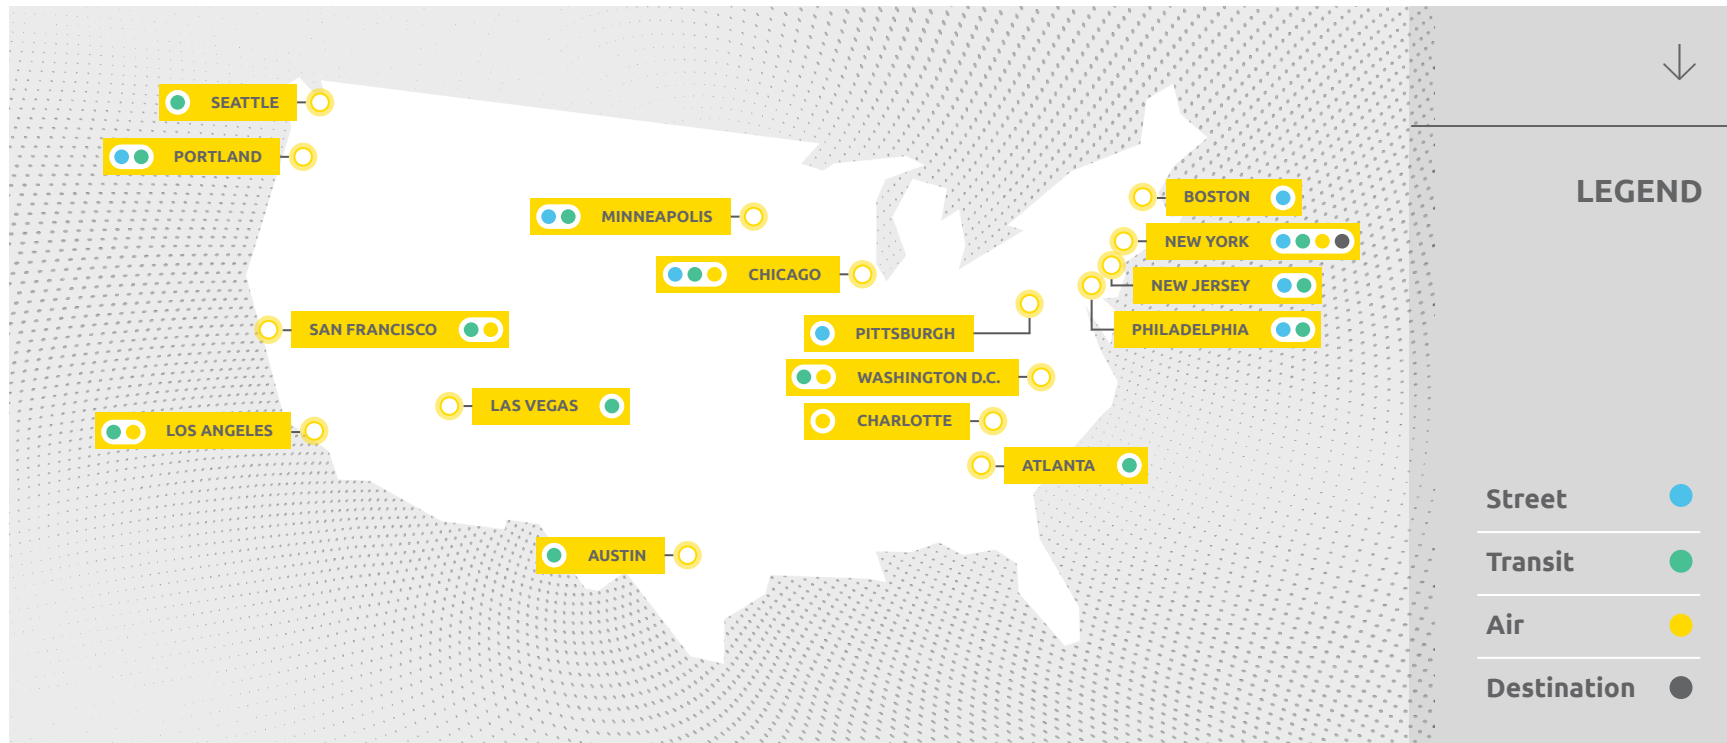 SEATTLE
PORTLAND
MINNEAPOLIS
CHICAGO
SAN FRANCISCO
LAS VEGAS
LOS ANGELES
AUSTIN
BOSTON
NEW YORK
NEW JERSEY
PHILADELPHIA
PITTSBURGH
WASHINGTON D.C.
CHARLOTTE
ATLANTA
LEGEND
Street
Transit
Air
Destination